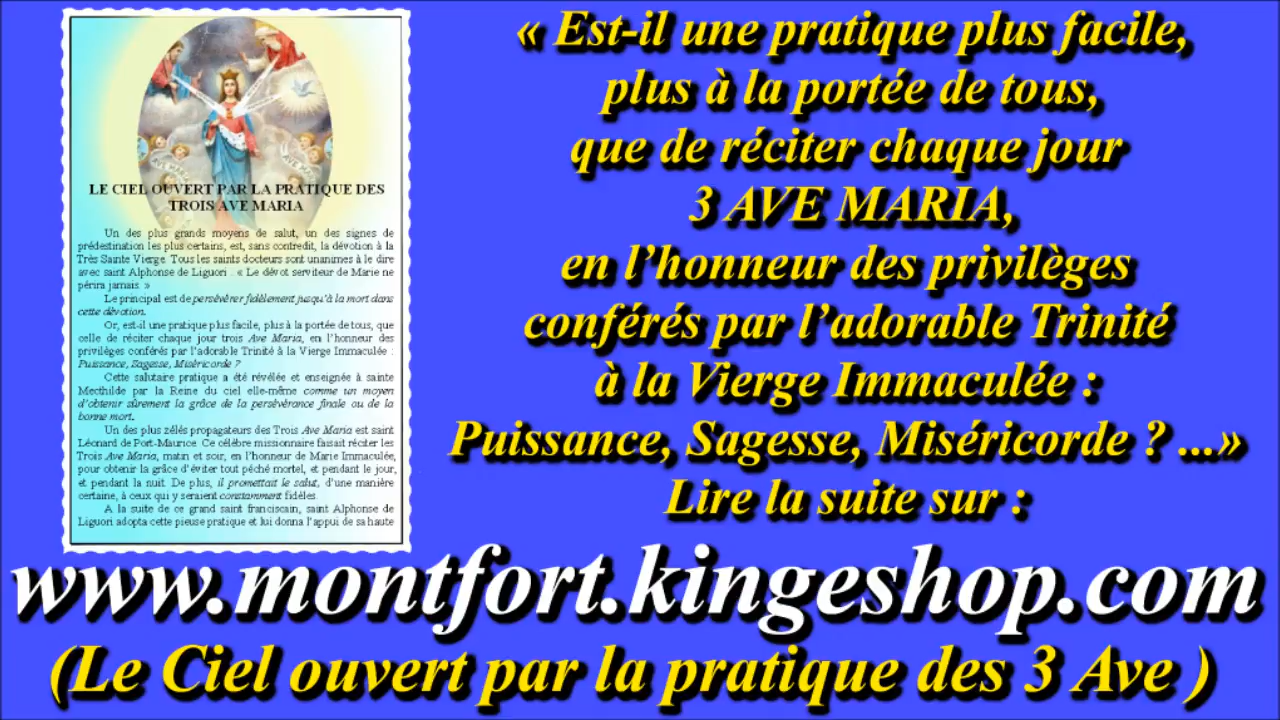 LE CIEL OUVERT PAR LA PRATIQUE DES
TROIS AVE MARIA
Un des plus grands moyens de salut, un des signes de
prédestination les plus certains, est, sans contredit, la dévotion à la
Très Sainte Vierge. Tous les saints docteurs sont unanimes à le dire
avec saint Alphonse de Liguori : « Le dévot serviteur de Marie ne
périra jamais. »
Le principal est de persévérer fidèlement jusqu'à la mort dans
cette dévotion.
Or, est-il une pratique plus facile, plus à la portée de tous, que
celle de réciter chaque jour trois Ave Maria, en l'honneur des
privilèges conférés par l'adorable Trinité à la Vierge Immaculée :
Puissance, Sagesse, Miséricorde ?
Cette salutaire pratique a été révélée et enseignée à sainte
Mecthilde par la Reine du ciel elle-même comme un moyen
d'obtenir sûrement la grâce de la persévérance finale ou de la
bonne mort.
Un des plus zélés propagateurs des Trois Ave Maria est saint
Léonard de Port-Maurice. Ce célèbre missionnaire faisait réciter les
Trois Ave Maria, matin et soir, en l'honneur de Marie Immaculée,
pour obtenir la grâce d'éviter tout péché mortel, et pendant le jour,
et pendant la nuit. De plus, il promettait le salut, d'une manière
certaine, à ceux qui y seraient constamment fidèles.
A la suite de ce grand saint franciscain, saint Alphonse de
Liguori adopta cette pieuse pratique et lui donna l'appui de sa haute
« Est-il une pratique plus facile,
plus à la portée de tous,
que de réciter chaque jour
3 AVE MARIA,
en l’honneur des privilèges
conférés par l’adorable Trinité
à la Vierge Immaculée :
Puissance, Sagesse, Miséricorde ? ...»
Lire la suite sur :
www.montfort.kingeshop.com
(Le Ciel ouvert par la pratique des 3 Ave )